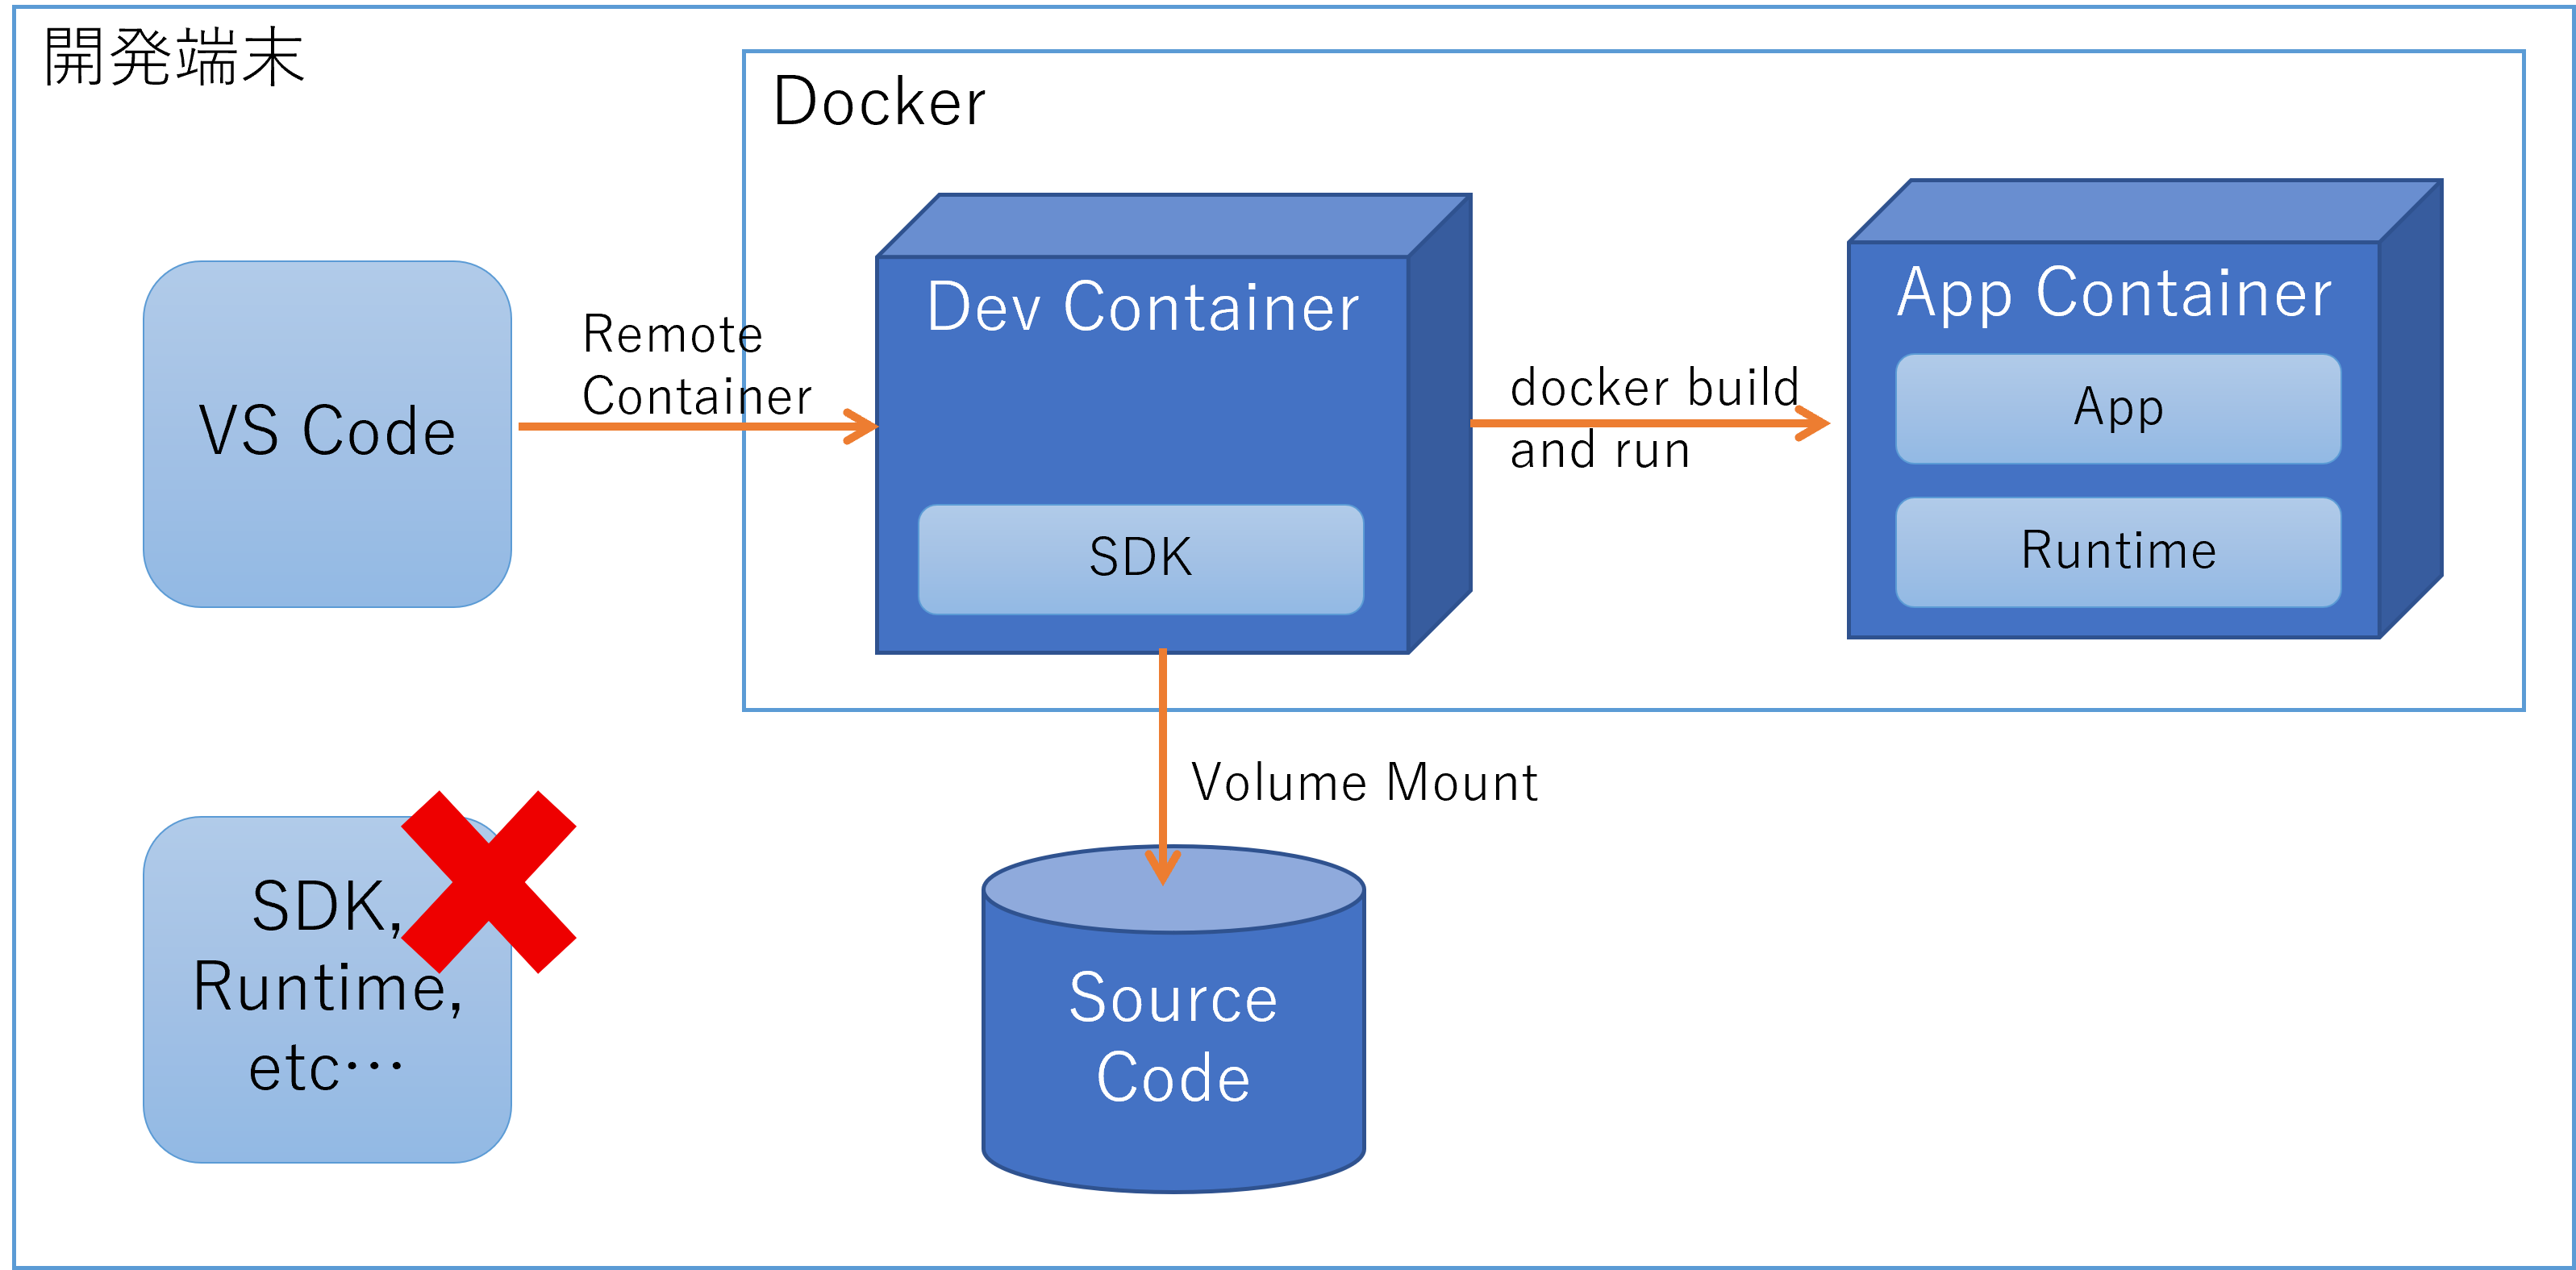 開発端末
Docker
VS Code
Remote
Container
Dev Container
SDK
docker build
and run
App Container
App
Runtime
Volume Mount
SDK,
Runtime,
etc…
Source
Code